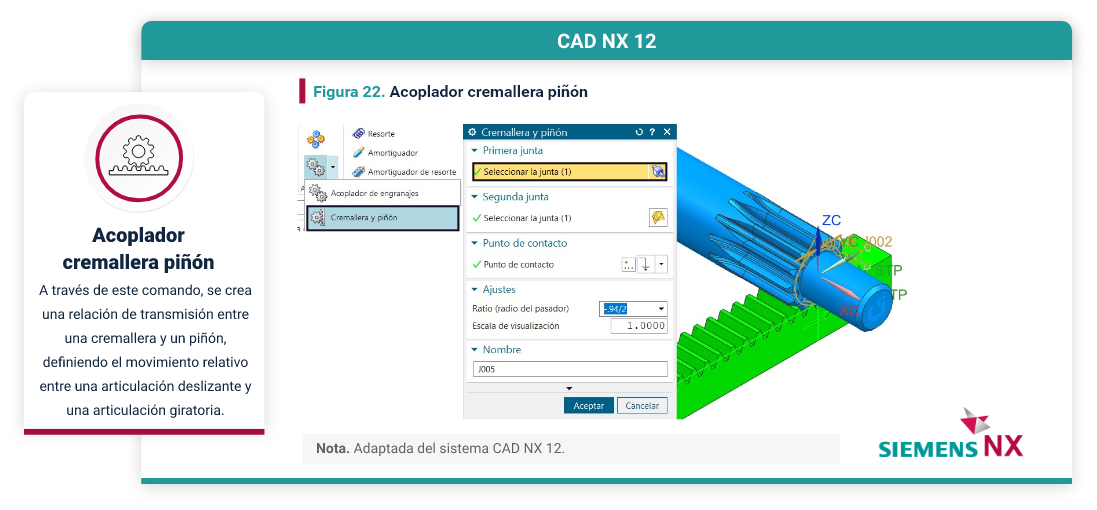 CAD NX 12
Figura 22. Acoplador cremallera piñón
Acoplador
cremallera piñón
A través de este comando, se crea
una relación de transmisión entre
una cremallera y un piñón,
definiendo el movimiento relativo
entre una articulación deslizante y
una articulación giratoria.
Resorte
Amortiguador
Amortiguador de resorte
Acoplador de engranajes
Cremallera y piñón
Cremallera y piñón
Primera junta
Seleccionar la junta (1)
Segunda junta
Seleccionar la junta (1)
Punto de contacto
Punto de contacto
Ajustes
Ratio (radio del pasador)
-.94/2
Escala de visualización
1.0000
Nombre
J005
Aceptar
Cancelar
ZC
J002
STP
TP
XC
Nota. Adaptada del sistema CAD NX 12.
SIEMENS NX